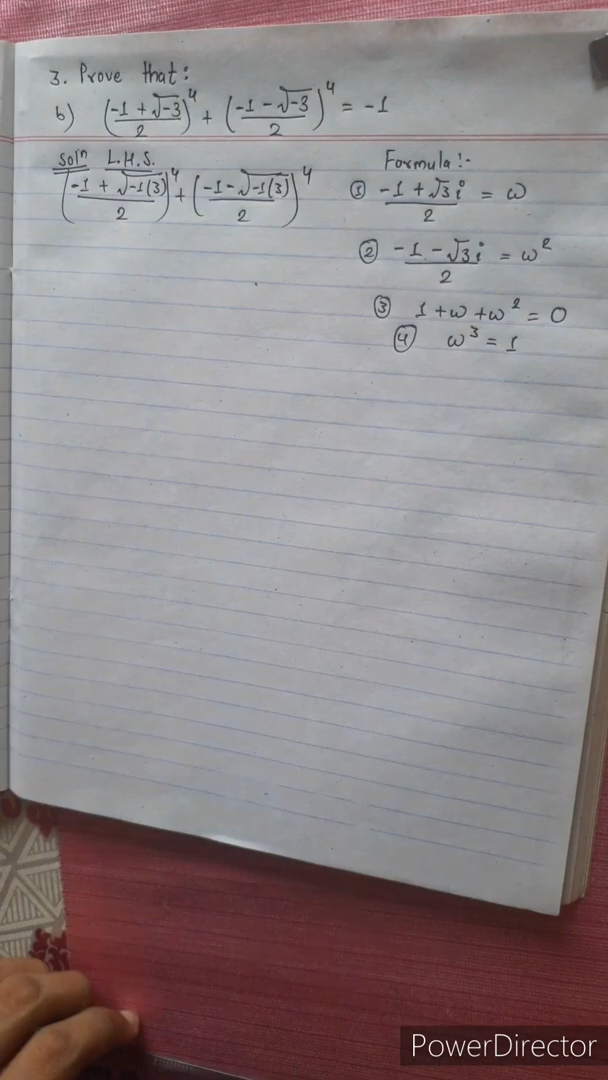 3. Prove that:
b) ((-1 + √-3)/2)^4 + ((-1 - √-3)/2)^4 = -1
Soln L.H.S.
((-1 + √-1(3))/2)^4 + ((-1 - √-1(3))/2)^4
Formula:-
① (-1 + √3i)/2 = ω
② (-1 - √3i)/2 = ω²
③ 1 + ω + ω² = 0
④ ω³ = 1
PowerDirector